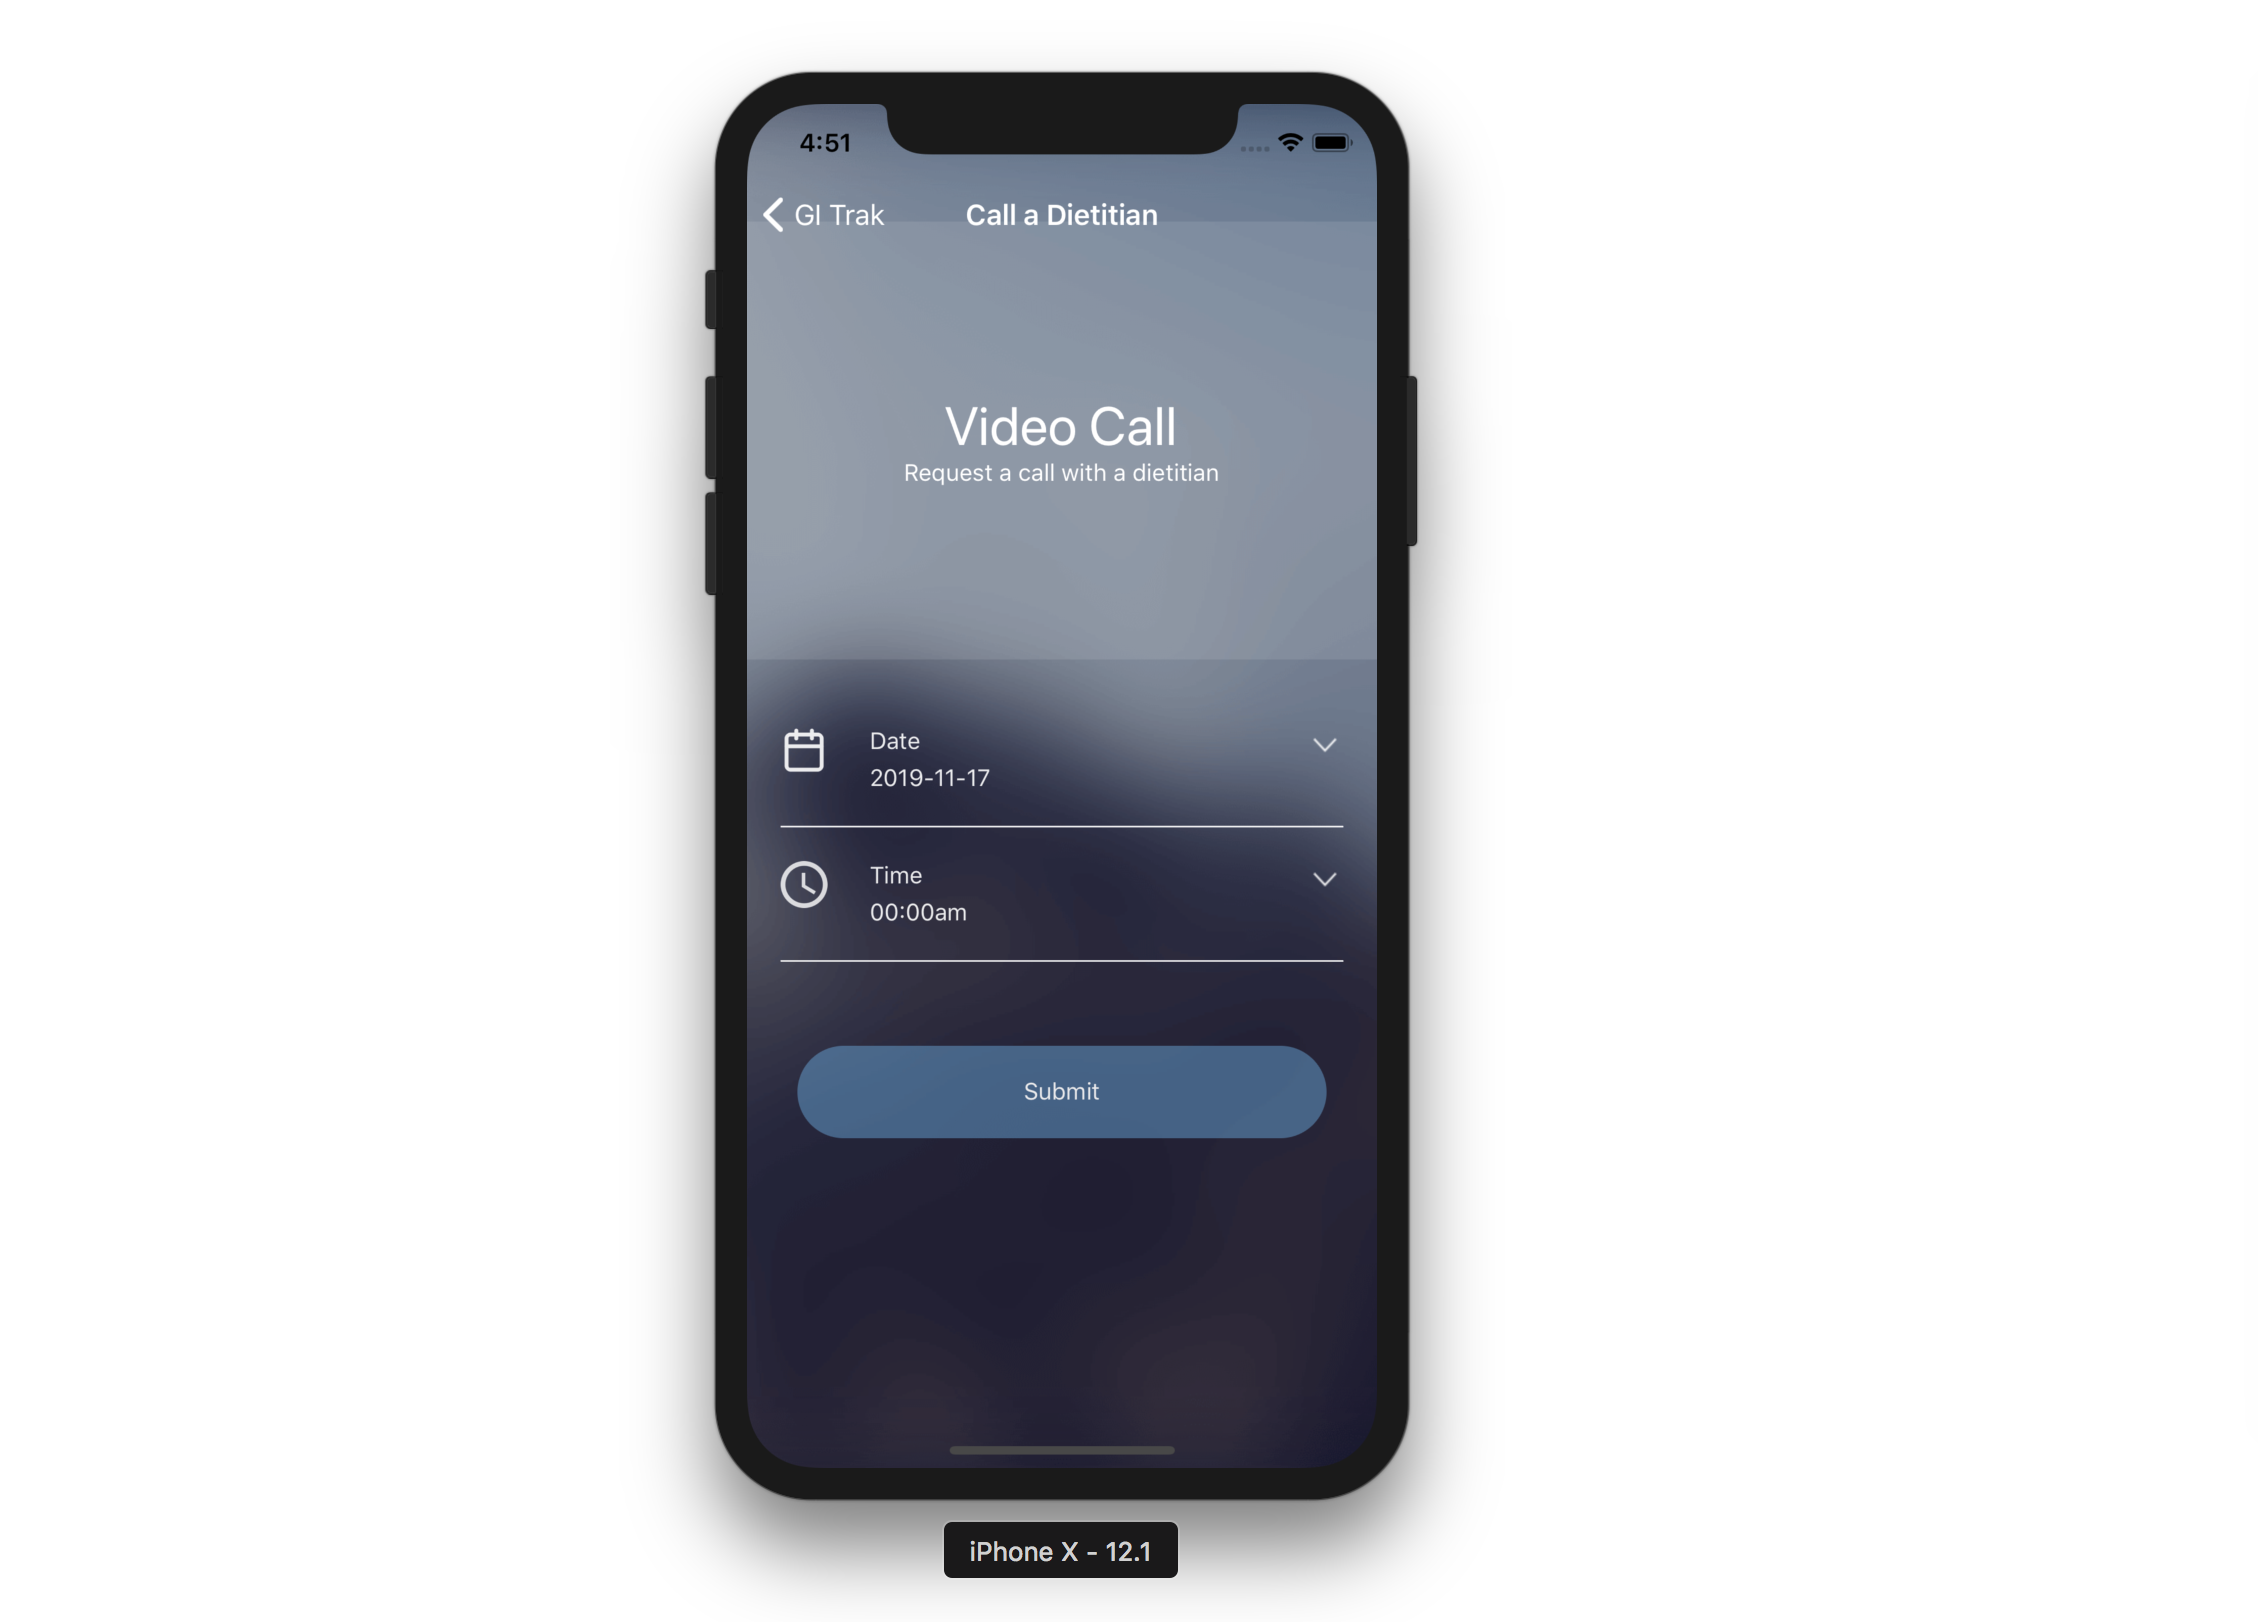 4:51
GI Trak
Call a Dietitian
Video Call
Request a call with a dietitian
Date
2019-11-17
Time
00:00am
Submit
iPhone X - 12.1